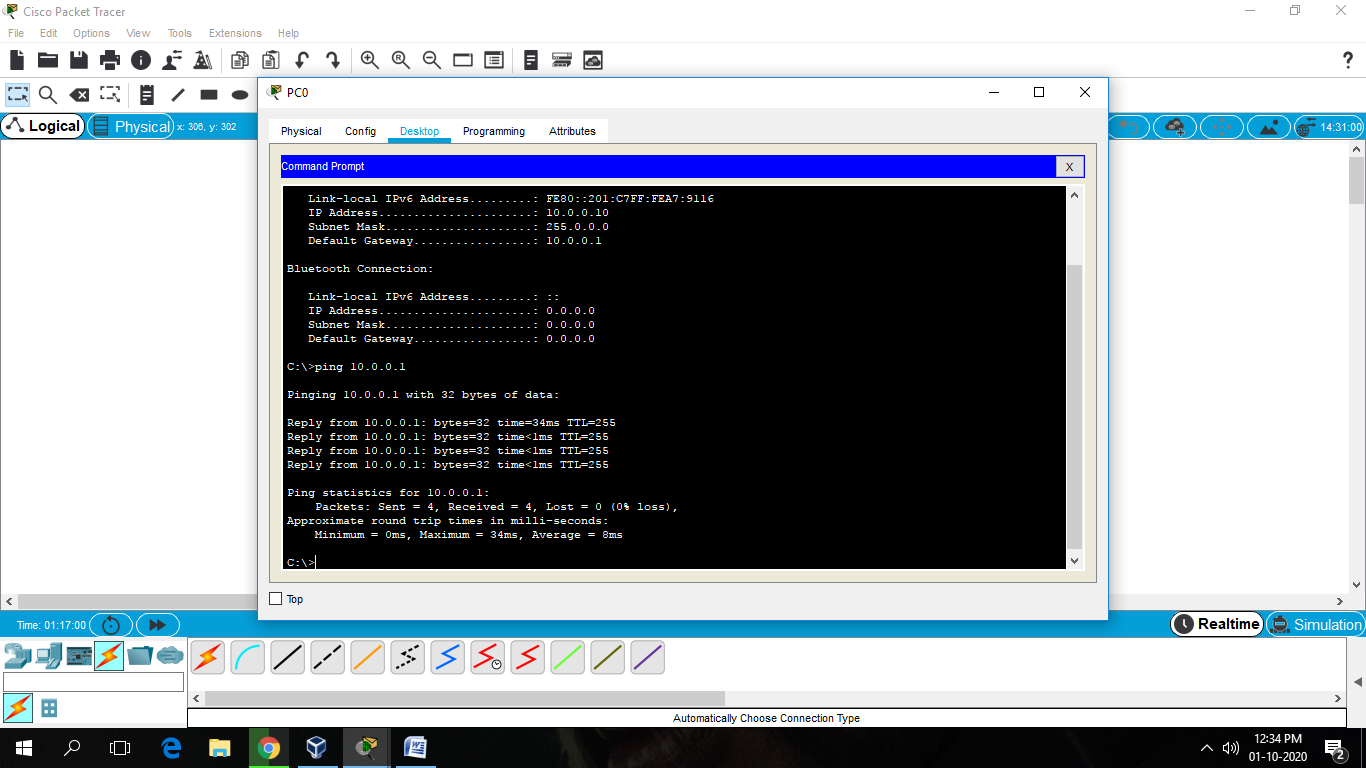 Cisco Packet Tracer
File Edit Options View Tools Extensions Help
PC0
Logical Physical x: 306, y: 302 14:31:00
Physical Config Desktop Programming Attributes
Command Prompt X
Link-local IPv6 Address.........: FE80::201:C7FF:FEA7:9116
IP Address......................: 10.0.0.10
Subnet Mask.....................: 255.0.0.0
Default Gateway.................: 10.0.0.1
Bluetooth Connection:
Link-local IPv6 Address.........: ::
IP Address......................: 0.0.0.0
Subnet Mask.....................: 0.0.0.0
Default Gateway.................: 0.0.0.0
C:\>ping 10.0.0.1
Pinging 10.0.0.1 with 32 bytes of data:
Reply from 10.0.0.1: bytes=32 time=34ms TTL=255
Reply from 10.0.0.1: bytes=32 time<1ms TTL=255
Reply from 10.0.0.1: bytes=32 time<1ms TTL=255
Reply from 10.0.0.1: bytes=32 time<1ms TTL=255
Ping statistics for 10.0.0.1:
Packets: Sent = 4, Received = 4, Lost = 0 (0% loss),
Approximate round trip times in milli-seconds:
Minimum = 0ms, Maximum = 34ms, Average = 8ms
C:\>
Top
Time: 01:17:00 Realtime Simulation
Automatically Choose Connection Type
12:34 PM
01-10-2020
2